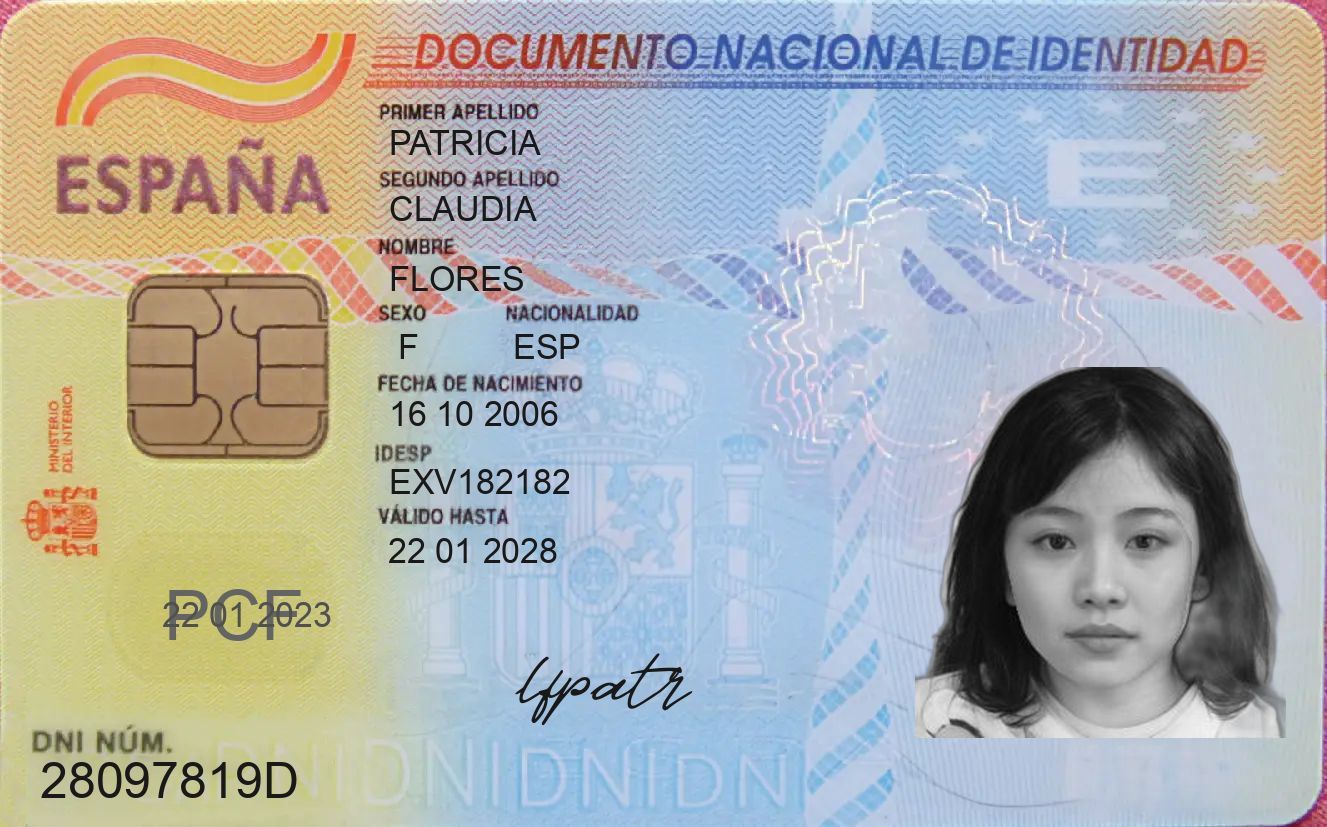 DOCUMENTO NACIONAL DE IDENTIDAD
ESPAÑA
PRIMER APELLIDO
PATRICIA
SEGUNDO APELLIDO
CLAUDIA
NOMBRE
FLORES
SEXO NACIONALIDAD
F ESP
FECHA DE NACIMIENTO
16 10 2006
IDESP
EXV182182
VÁLIDO HASTA
22 01 2028
MINISTERIO
DEL INTERIOR
E
PCF
22 01 2023
lfpatr
DNI NÚM.
28097819D
DNIDNIDNIDNI